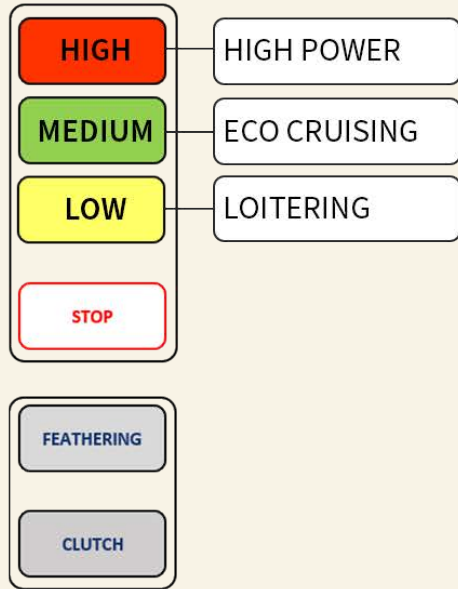 HIGH HIGH POWER
MEDIUM ECO CRUISING
LOW LOITERING
STOP
FEATHERING
CLUTCH